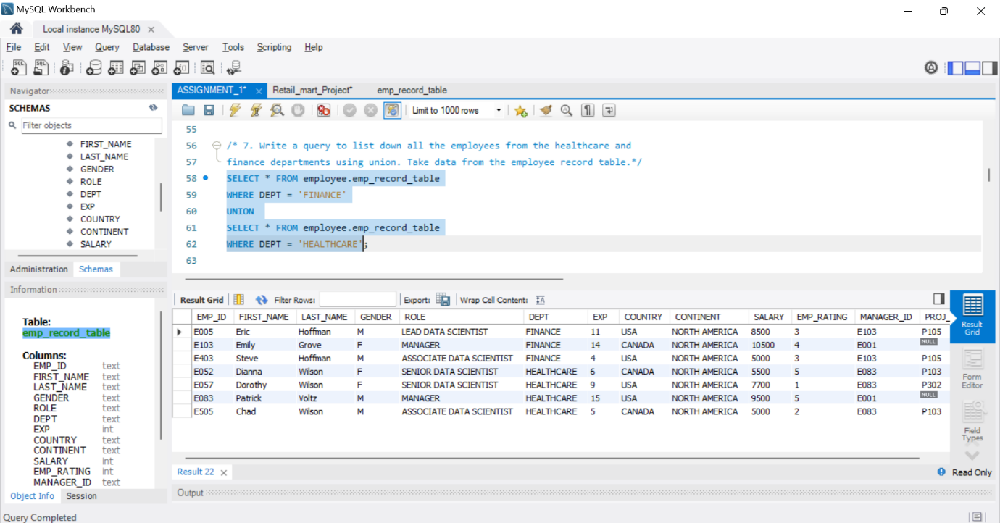 MySQL Workbench
Local instance MySQL80
File Edit View Query Database Server Tools Scripting Help
Navigator
SCHEMAS
Filter objects
FIRST_NAME
LAST_NAME
GENDER
ROLE
DEPT
EXP
COUNTRY
CONTINENT
SALARY
Administration Schemas
Information
Table:
emp_record_table
Columns:
EMP_ID text
FIRST_NAME text
LAST_NAME text
GENDER text
ROLE text
DEPT text
EXP int
COUNTRY text
CONTINENT text
SALARY int
EMP_RATING int
MANAGER_ID text
Object Info Session
ASSIGNMENT_1* Retail_mart_Project* emp_record_table
Limit to 1000 rows
55
56 /* 7. Write a query to list down all the employees from the healthcare and
57 finance departments using union. Take data from the employee record table.*/
58 SELECT * FROM employee.emp_record_table
59 WHERE DEPT = 'FINANCE'
60 UNION
61 SELECT * FROM employee.emp_record_table
62 WHERE DEPT = 'HEALTHCARE';
63
Result Grid Filter Rows: Export: Wrap Cell Content:
EMP_ID FIRST_NAME LAST_NAME GENDER ROLE DEPT EXP COUNTRY CONTINENT SALARY EMP_RATING MANAGER_ID PROJ_
E005 Eric Hoffman M LEAD DATA SCIENTIST FINANCE 11 USA NORTH AMERICA 8500 3 E103 P105
E103 Emily Grove F MANAGER FINANCE 14 CANADA NORTH AMERICA 10500 4 E001 NULL
E403 Steve Hoffman M ASSOCIATE DATA SCIENTIST FINANCE 4 USA NORTH AMERICA 5000 3 E103 P105
E052 Dianna Wilson F SENIOR DATA SCIENTIST HEALTHCARE 6 CANADA NORTH AMERICA 5500 5 E083 P103
E057 Dorothy Wilson F SENIOR DATA SCIENTIST HEALTHCARE 9 USA NORTH AMERICA 7700 1 E083 P302
E083 Patrick Voltz M MANAGER HEALTHCARE 15 USA NORTH AMERICA 9500 5 E001 NULL
E505 Chad Wilson M ASSOCIATE DATA SCIENTIST HEALTHCARE 5 CANADA NORTH AMERICA 5000 2 E083 P103
Result
Grid
Form
Editor
Field
Types
Result 22
Read Only
Output
Query Completed